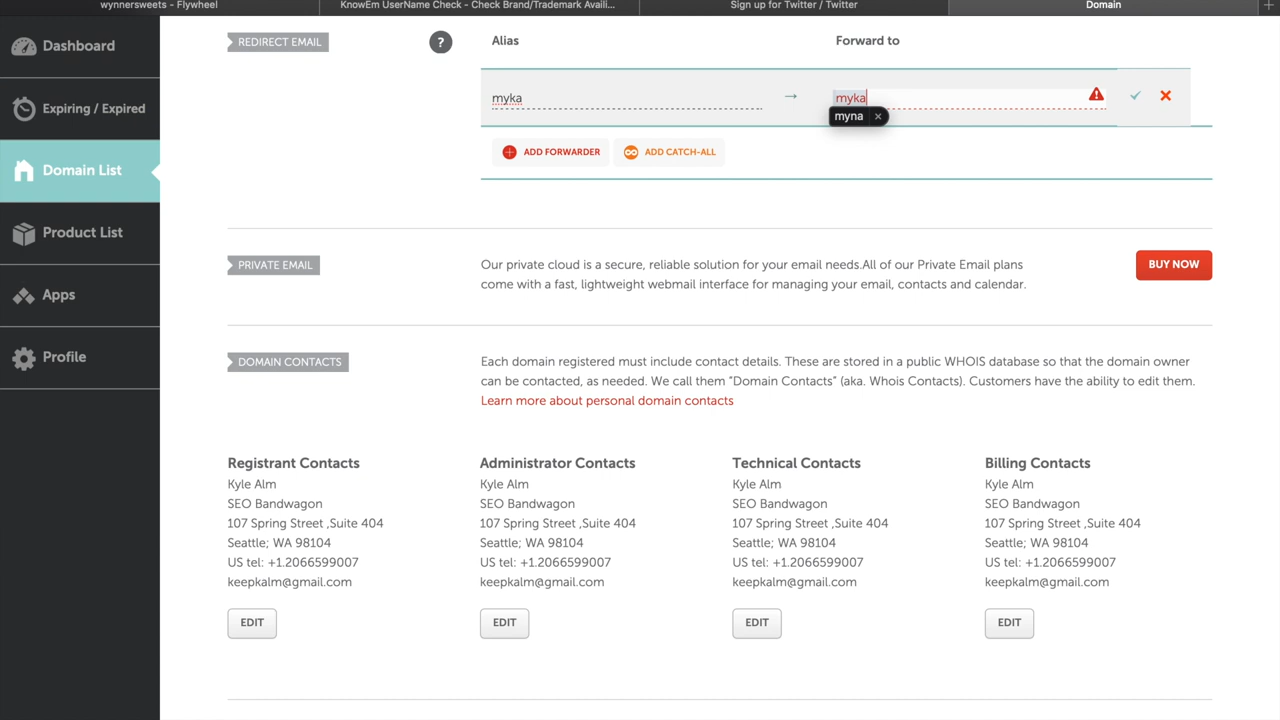 wynnersweets - Flywheel
KnowEm UserName Check - Check Brand/Trademark Avail...
Sign up for Twitter / Twitter
Domain
+
Dashboard
Expiring / Expired
Domain List
Product List
Apps
Profile
REDIRECT EMAIL
?
Alias
Forward to
myka
→
myka
myna ×
ADD FORWARDER
ADD CATCH-ALL
PRIVATE EMAIL
Our private cloud is a secure, reliable solution for your email needs.All of our Private Email plans
come with a fast, lightweight webmail interface for managing your email, contacts and calendar.
BUY NOW
DOMAIN CONTACTS
Each domain registered must include contact details. These are stored in a public WHOIS database so that the domain owner
can be contacted, as needed. We call them "Domain Contacts" (aka. Whois Contacts). Customers have the ability to edit them.
Learn more about personal domain contacts
Registrant Contacts
Kyle Alm
SEO Bandwagon
107 Spring Street ,Suite 404
Seattle; WA 98104
US tel: +1.2066599007
keepkalm@gmail.com
EDIT
Administrator Contacts
Kyle Alm
SEO Bandwagon
107 Spring Street ,Suite 404
Seattle; WA 98104
US tel: +1.2066599007
keepkalm@gmail.com
EDIT
Technical Contacts
Kyle Alm
SEO Bandwagon
107 Spring Street ,Suite 404
Seattle; WA 98104
US tel: +1.2066599007
keepkalm@gmail.com
EDIT
Billing Contacts
Kyle Alm
SEO Bandwagon
107 Spring Street ,Suite 404
Seattle; WA 98104
US tel: +1.2066599007
keepkalm@gmail.com
EDIT